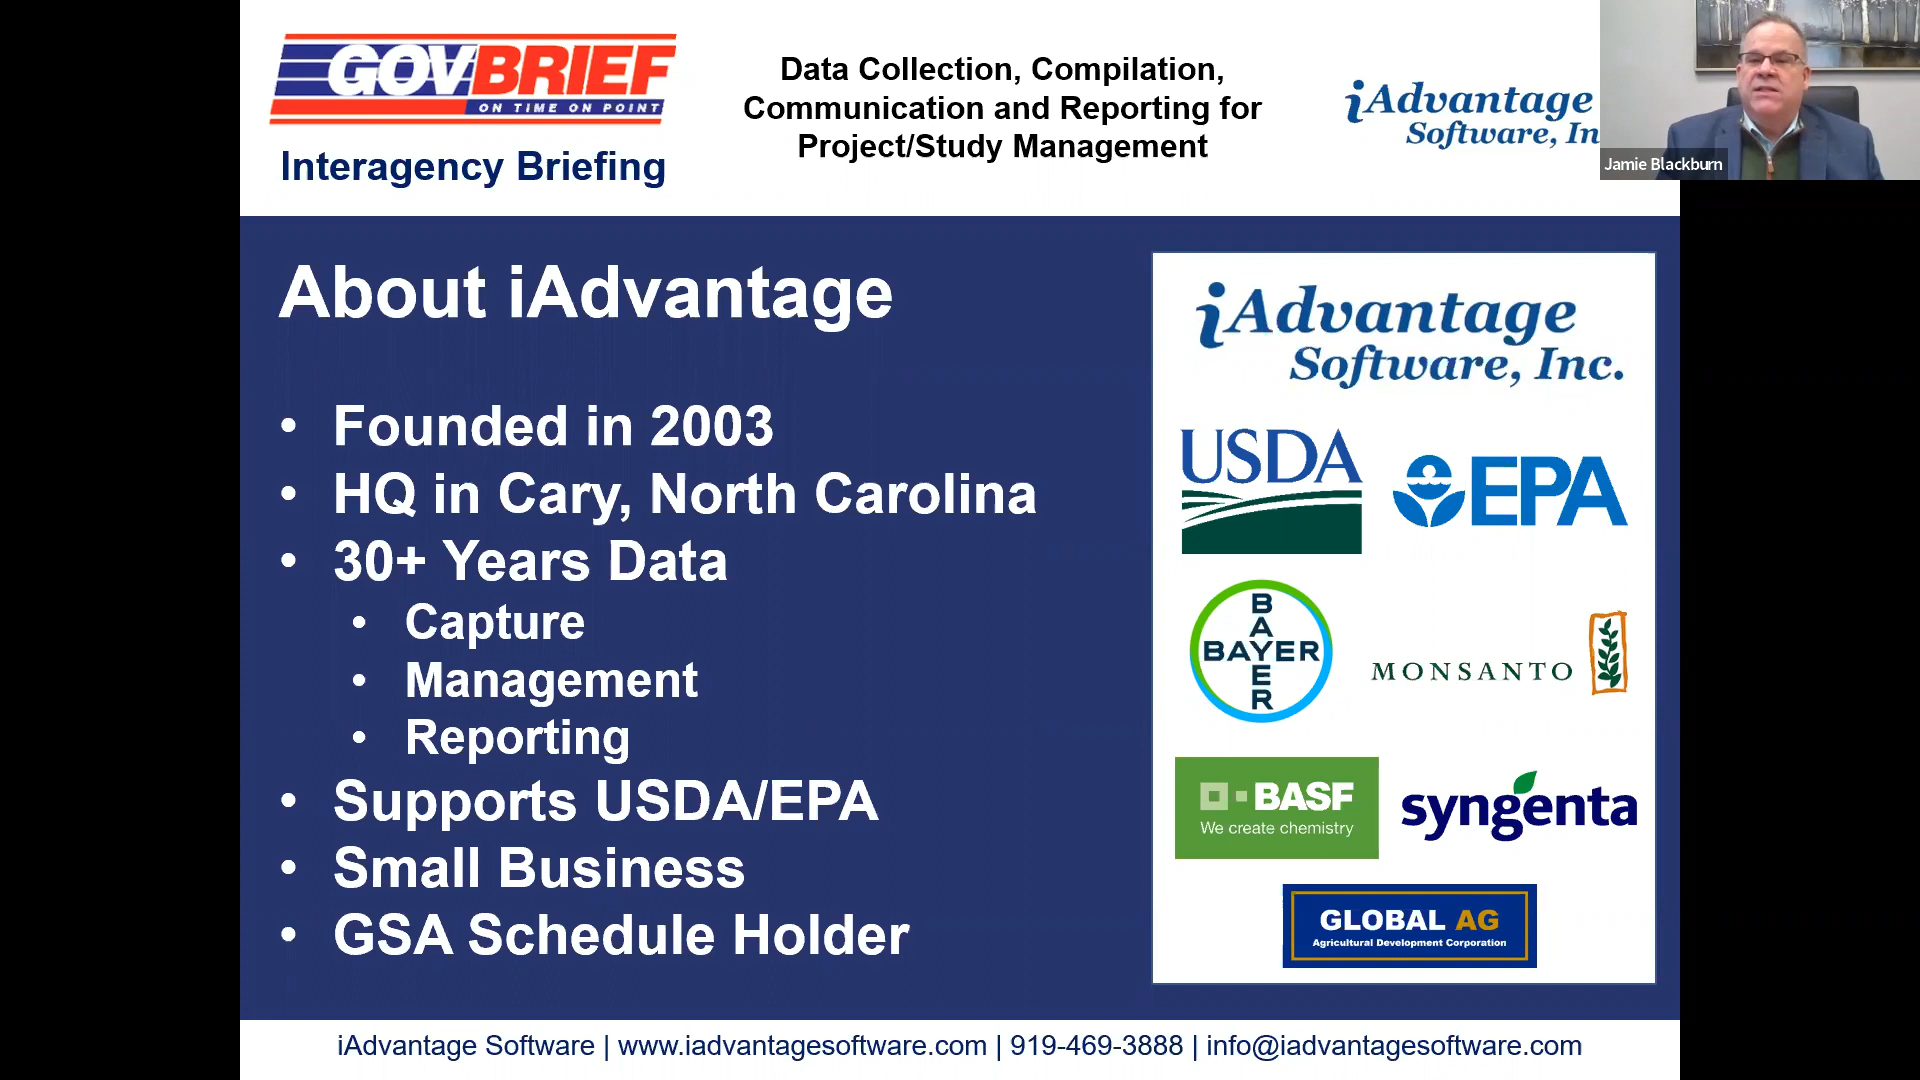 GOVBRIEF
ON TIME ON POINT
Interagency Briefing
Data Collection, Compilation,
Communication and Reporting for
Project/Study Management
iAdvantage
Software, In
Jamie Blackburn
About iAdvantage
• Founded in 2003
• HQ in Cary, North Carolina
• 30+ Years Data
• Capture
• Management
• Reporting
• Supports USDA/EPA
• Small Business
• GSA Schedule Holder
iAdvantage
Software, Inc.
USDA
EPA
BAYER
BAYER
MONSANTO
BASF
We create chemistry
syngenta
GLOBAL AG
Agricultural Development Corporation
iAdvantage Software | www.iadvantagesoftware.com | 919-469-3888 | info@iadvantagesoftware.com